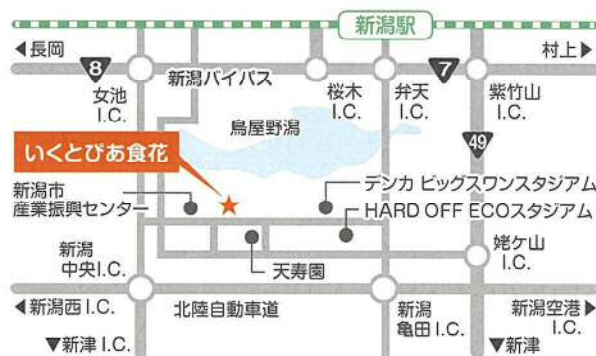 新潟駅
◀長岡
村上▶
8
新潟バイパス
7
女池
I.C.
桜木
I.C.
弁天
I.C.
紫竹山
I.C.
鳥屋野潟
49
いくとぴあ食花
新潟市
産業振興センター
デンカ ビッグスワンスタジアム
HARD OFF ECOスタジアム
姥ケ山
I.C.
天寿園
新潟
中央I.C.
◀新潟西 I.C.
北陸自動車道
新潟
亀田 I.C.
新潟空港▶
I.C.
▼新津 I.C.
▼新津